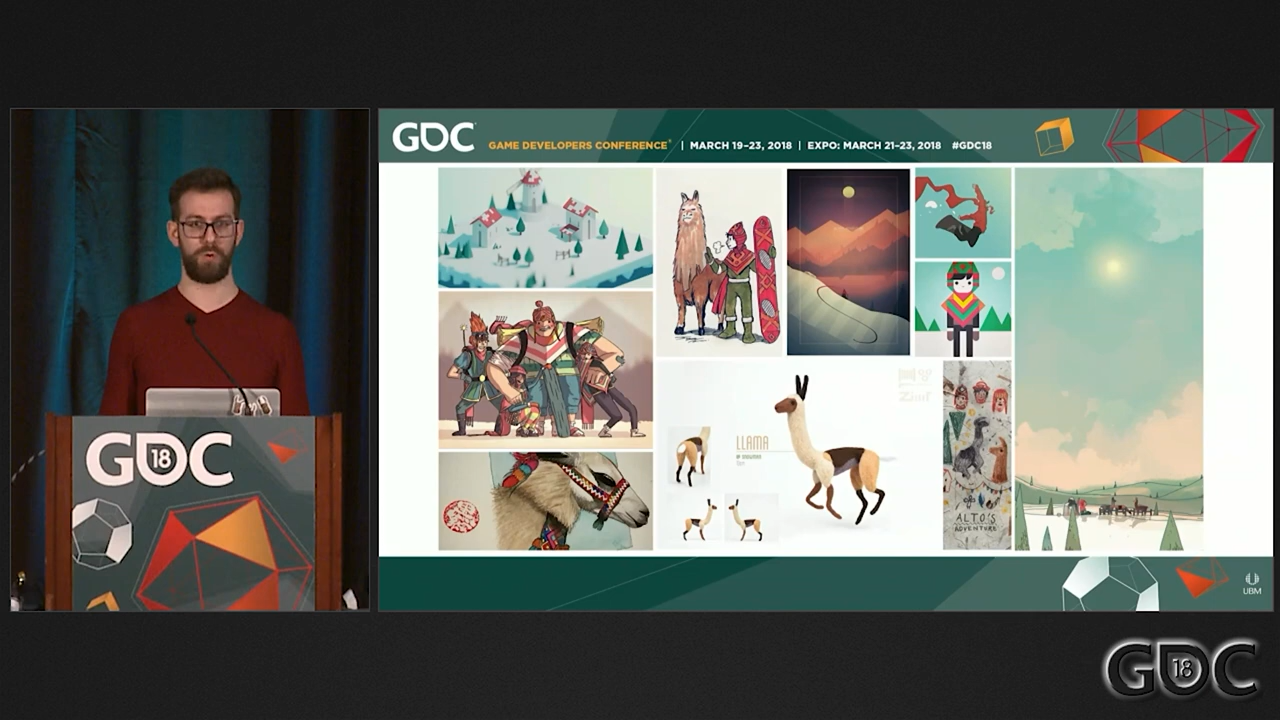 GDC
GAME DEVELOPERS CONFERENCE® | MARCH 19–23, 2018 | EXPO: MARCH 21–23, 2018 #GDC18
LLAMA
ALTO'S
ADVENTURE
GDC
18
UBM
GDC
18